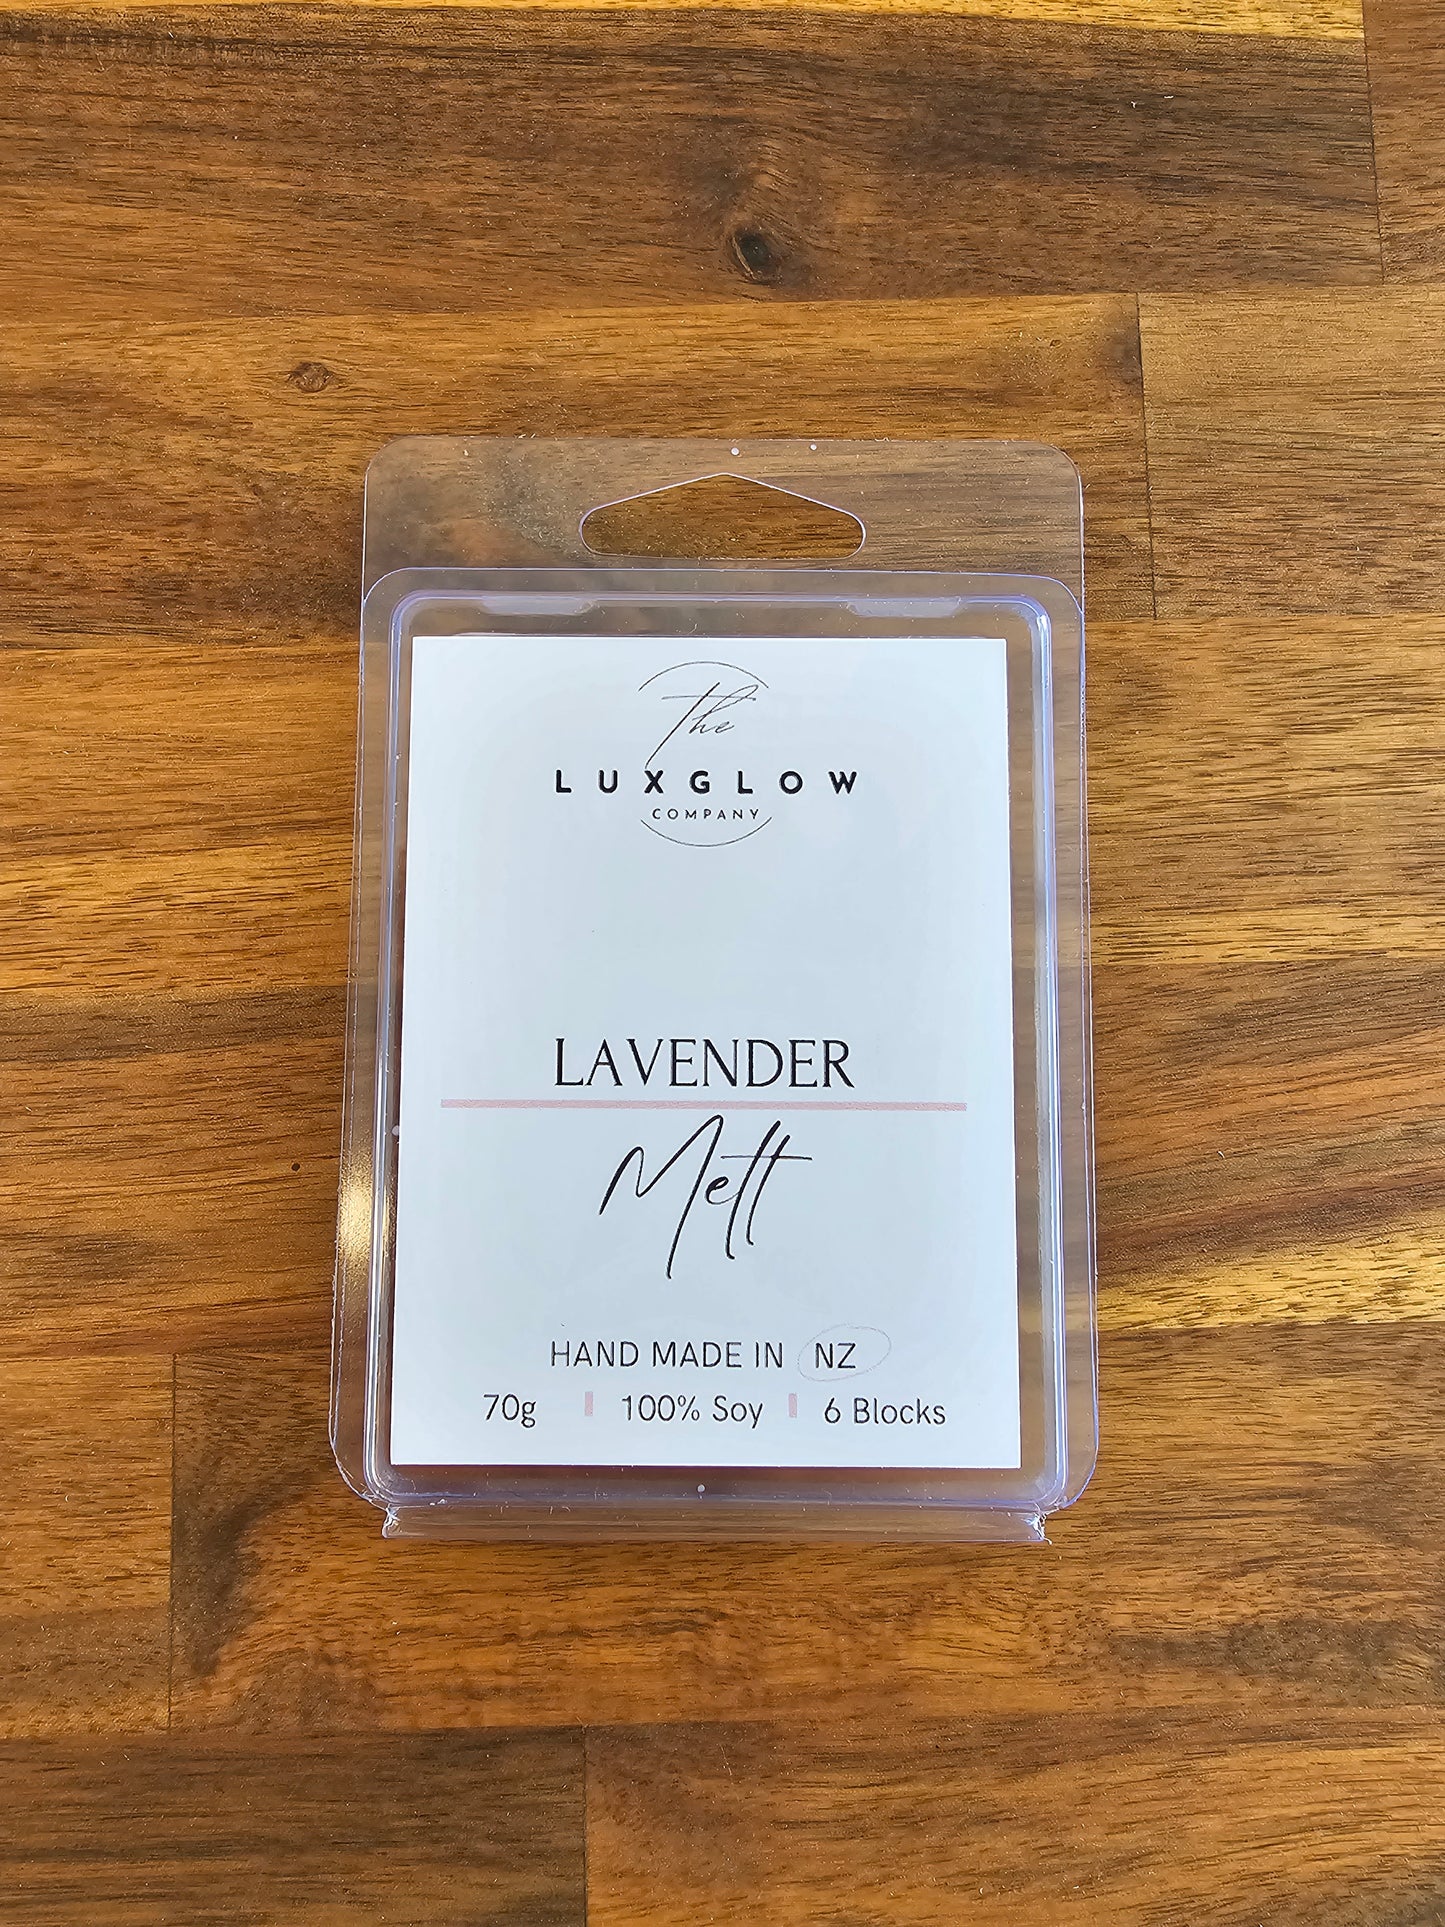 The
LUXGLOW
COMPANY
LAVENDER
Melt
HAND MADE IN NZ
70g | 100% Soy | 6 Blocks